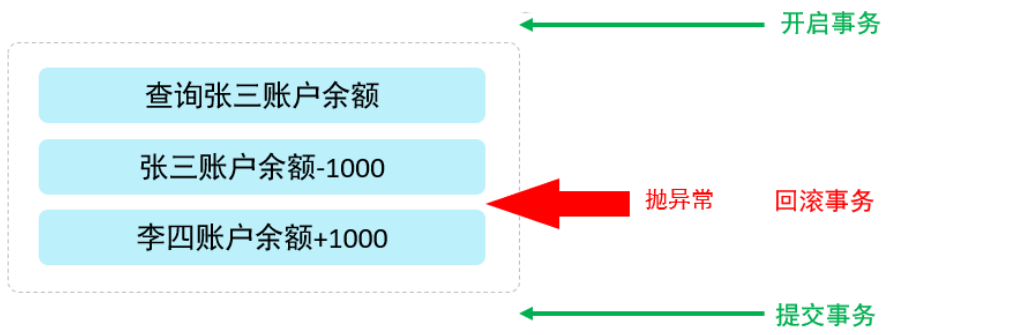 开启事务
查询张三账户余额
张三账户余额-1000
抛异常 回滚事务
李四账户余额+1000
提交事务